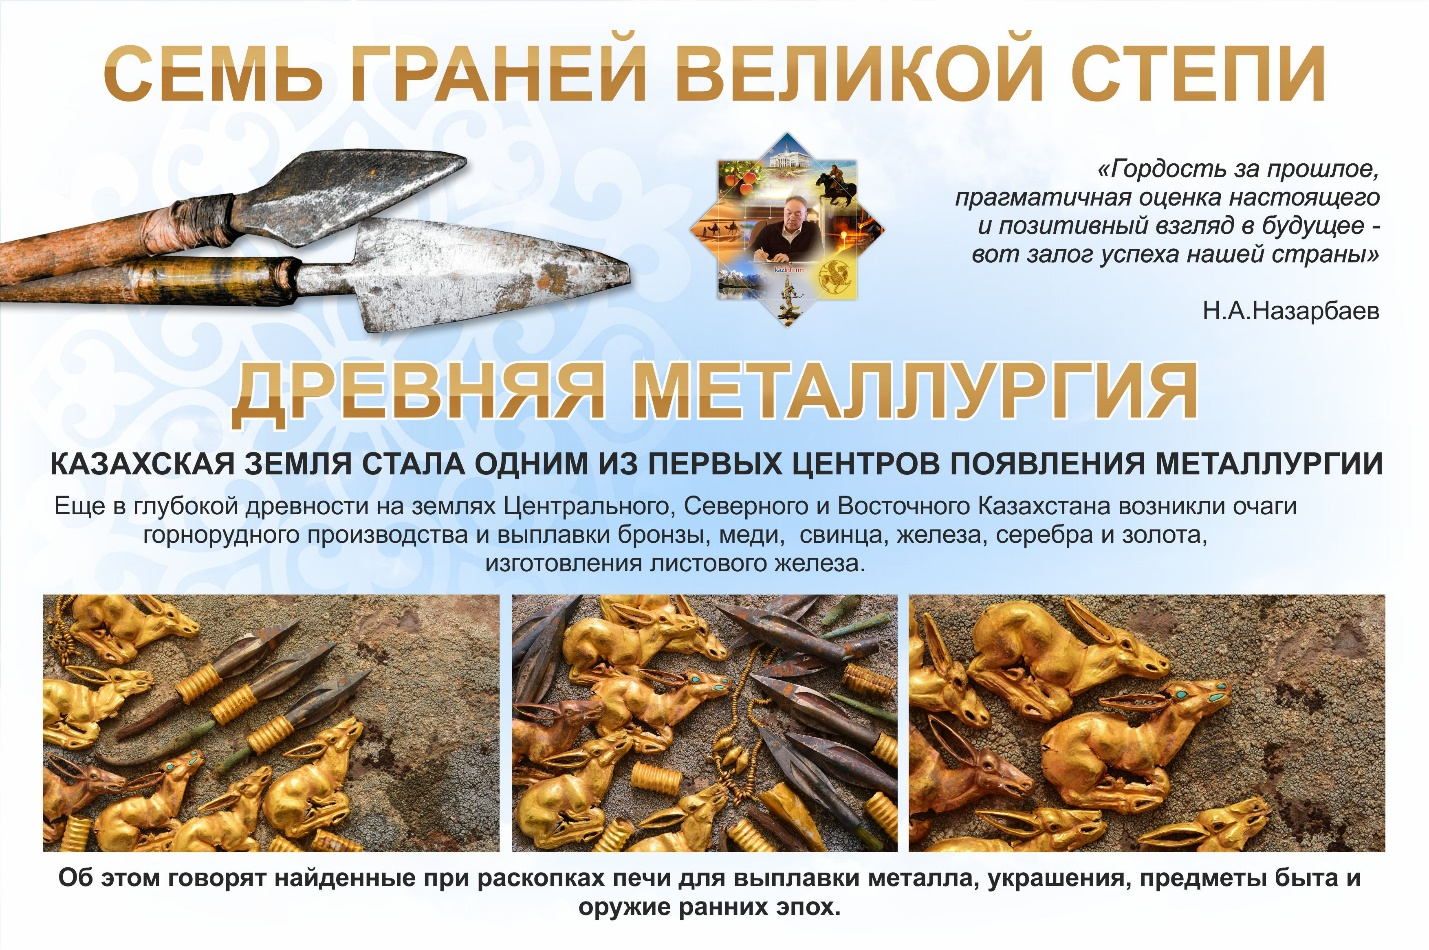 СЕМЬ ГРАНЕЙ ВЕЛИКОЙ СТЕПИ
«Гордость за прошлое,
прагматичная оценка настоящего
и позитивный взгляд в будущее -
вот залог успеха нашей страны»
Н.А.Назарбаев
ДРЕВНЯЯ МЕТАЛЛУРГИЯ
КАЗАХСКАЯ ЗЕМЛЯ СТАЛА ОДНИМ ИЗ ПЕРВЫХ ЦЕНТРОВ ПОЯВЛЕНИЯ МЕТАЛЛУРГИИ
Еще в глубокой древности на землях Центрального, Северного и Восточного Казахстана возникли очаги
горнорудного производства и выплавки бронзы, меди, свинца, железа, серебра и золота,
изготовления листового железа.
Об этом говорят найденные при раскопках печи для выплавки металла, украшения, предметы быта и
оружие ранних эпох.